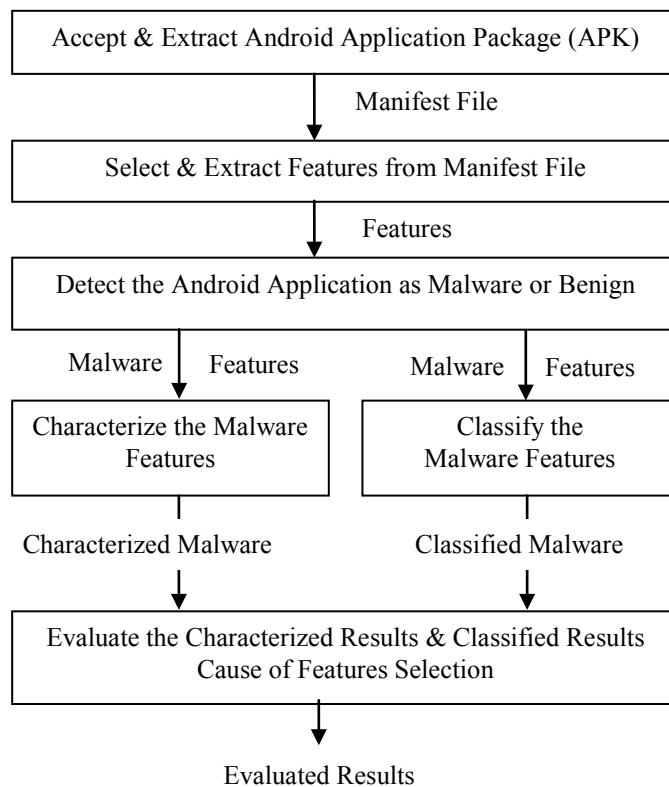 Accept & Extract Android Application Package (APK)
Manifest File
Select & Extract Features from Manifest File
Features
Detect the Android Application as Malware or Benign
Malware Features
Malware Features
Characterize the Malware
Features
Classify the
Malware Features
Characterized Malware
Classified Malware
Evaluate the Characterized Results & Classified Results
Cause of Features Selection
Evaluated Results